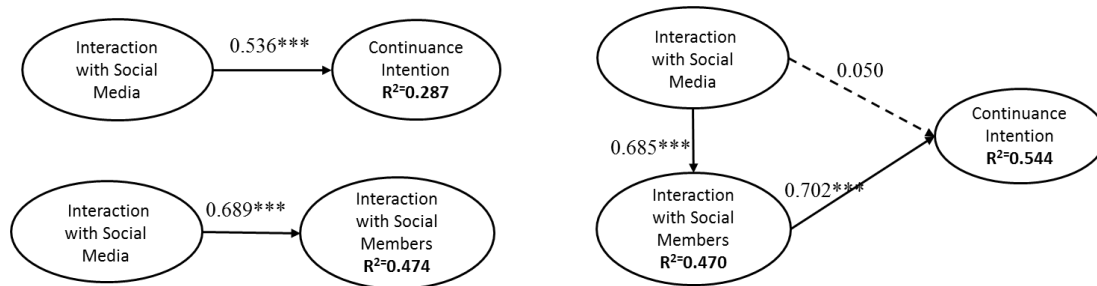 Interaction
with Social
Media
0.536***
Continuance
Intention
R²=0.287
Interaction
with Social
Media
0.689***
Interaction
with Social
Members
R²=0.474
Interaction
with Social
Media
0.050
0.685***
Continuance
Intention
R²=0.544
Interaction
with Social
Members
R²=0.470
0.702***